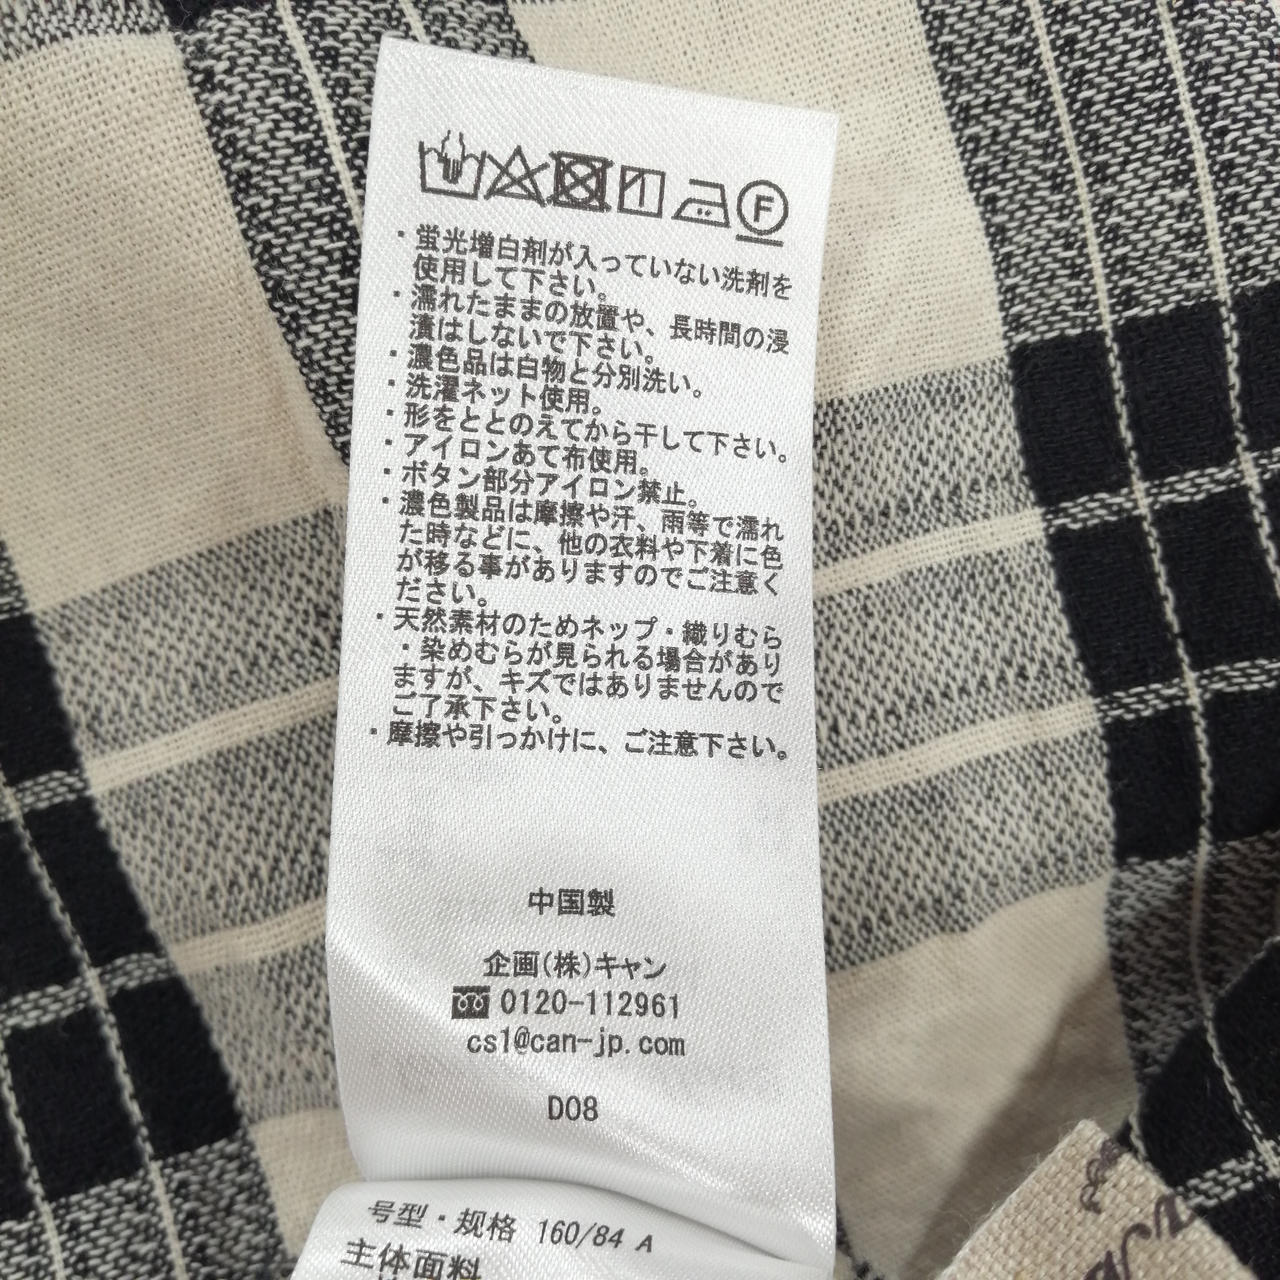 F
・蛍光増白剤が入っていない洗剤を
使用して下さい。
・濡れたままの放置や、長時間の浸
漬はしないで下さい。
・濃色品は白物と分別洗い。
・洗濯ネット使用。
・形をととのえてから干して下さい。
・アイロンあて布使用。
・ボタン部分アイロン禁止。
・濃色製品は摩擦や汗、雨等で濡れ
た時などに、他の衣料や下着に色
が移る事がありますのでご注意く
ださい。
・天然素材のためネップ・織りむら
・染めむらが見られる場合があり
ますが、キズではありませんので
ご了承下さい。
・摩擦や引っかけに、ご注意下さい。
中国製
企画(株)キャン
0120-112961
cs1@can-jp.com
D08
号型・规格 160/84 A
主体面料